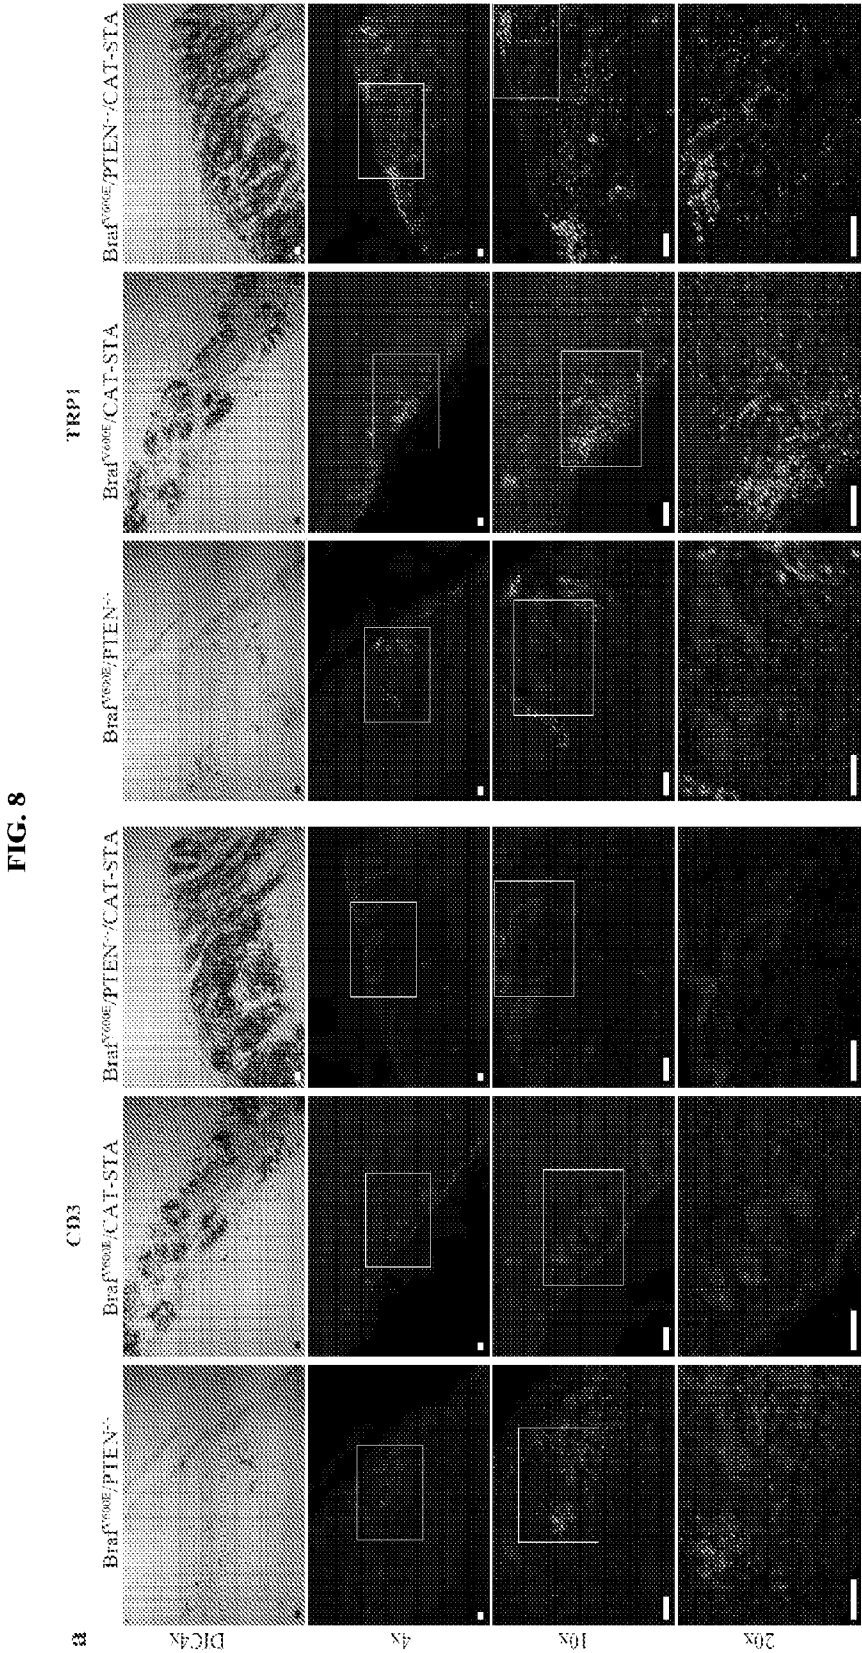 FIG. 8
a
CD3
TRP1
Braf^V600E/PTEN^-/-
Braf^V600E/CAT-STA
Braf^V600E/PTEN^-/-/CAT-STA
Braf^V600E/PTEN^-/-
Braf^V600E/CAT-STA
Braf^V600E/PTEN^-/-/CAT-STA
DIC4x
4x
10x
20x